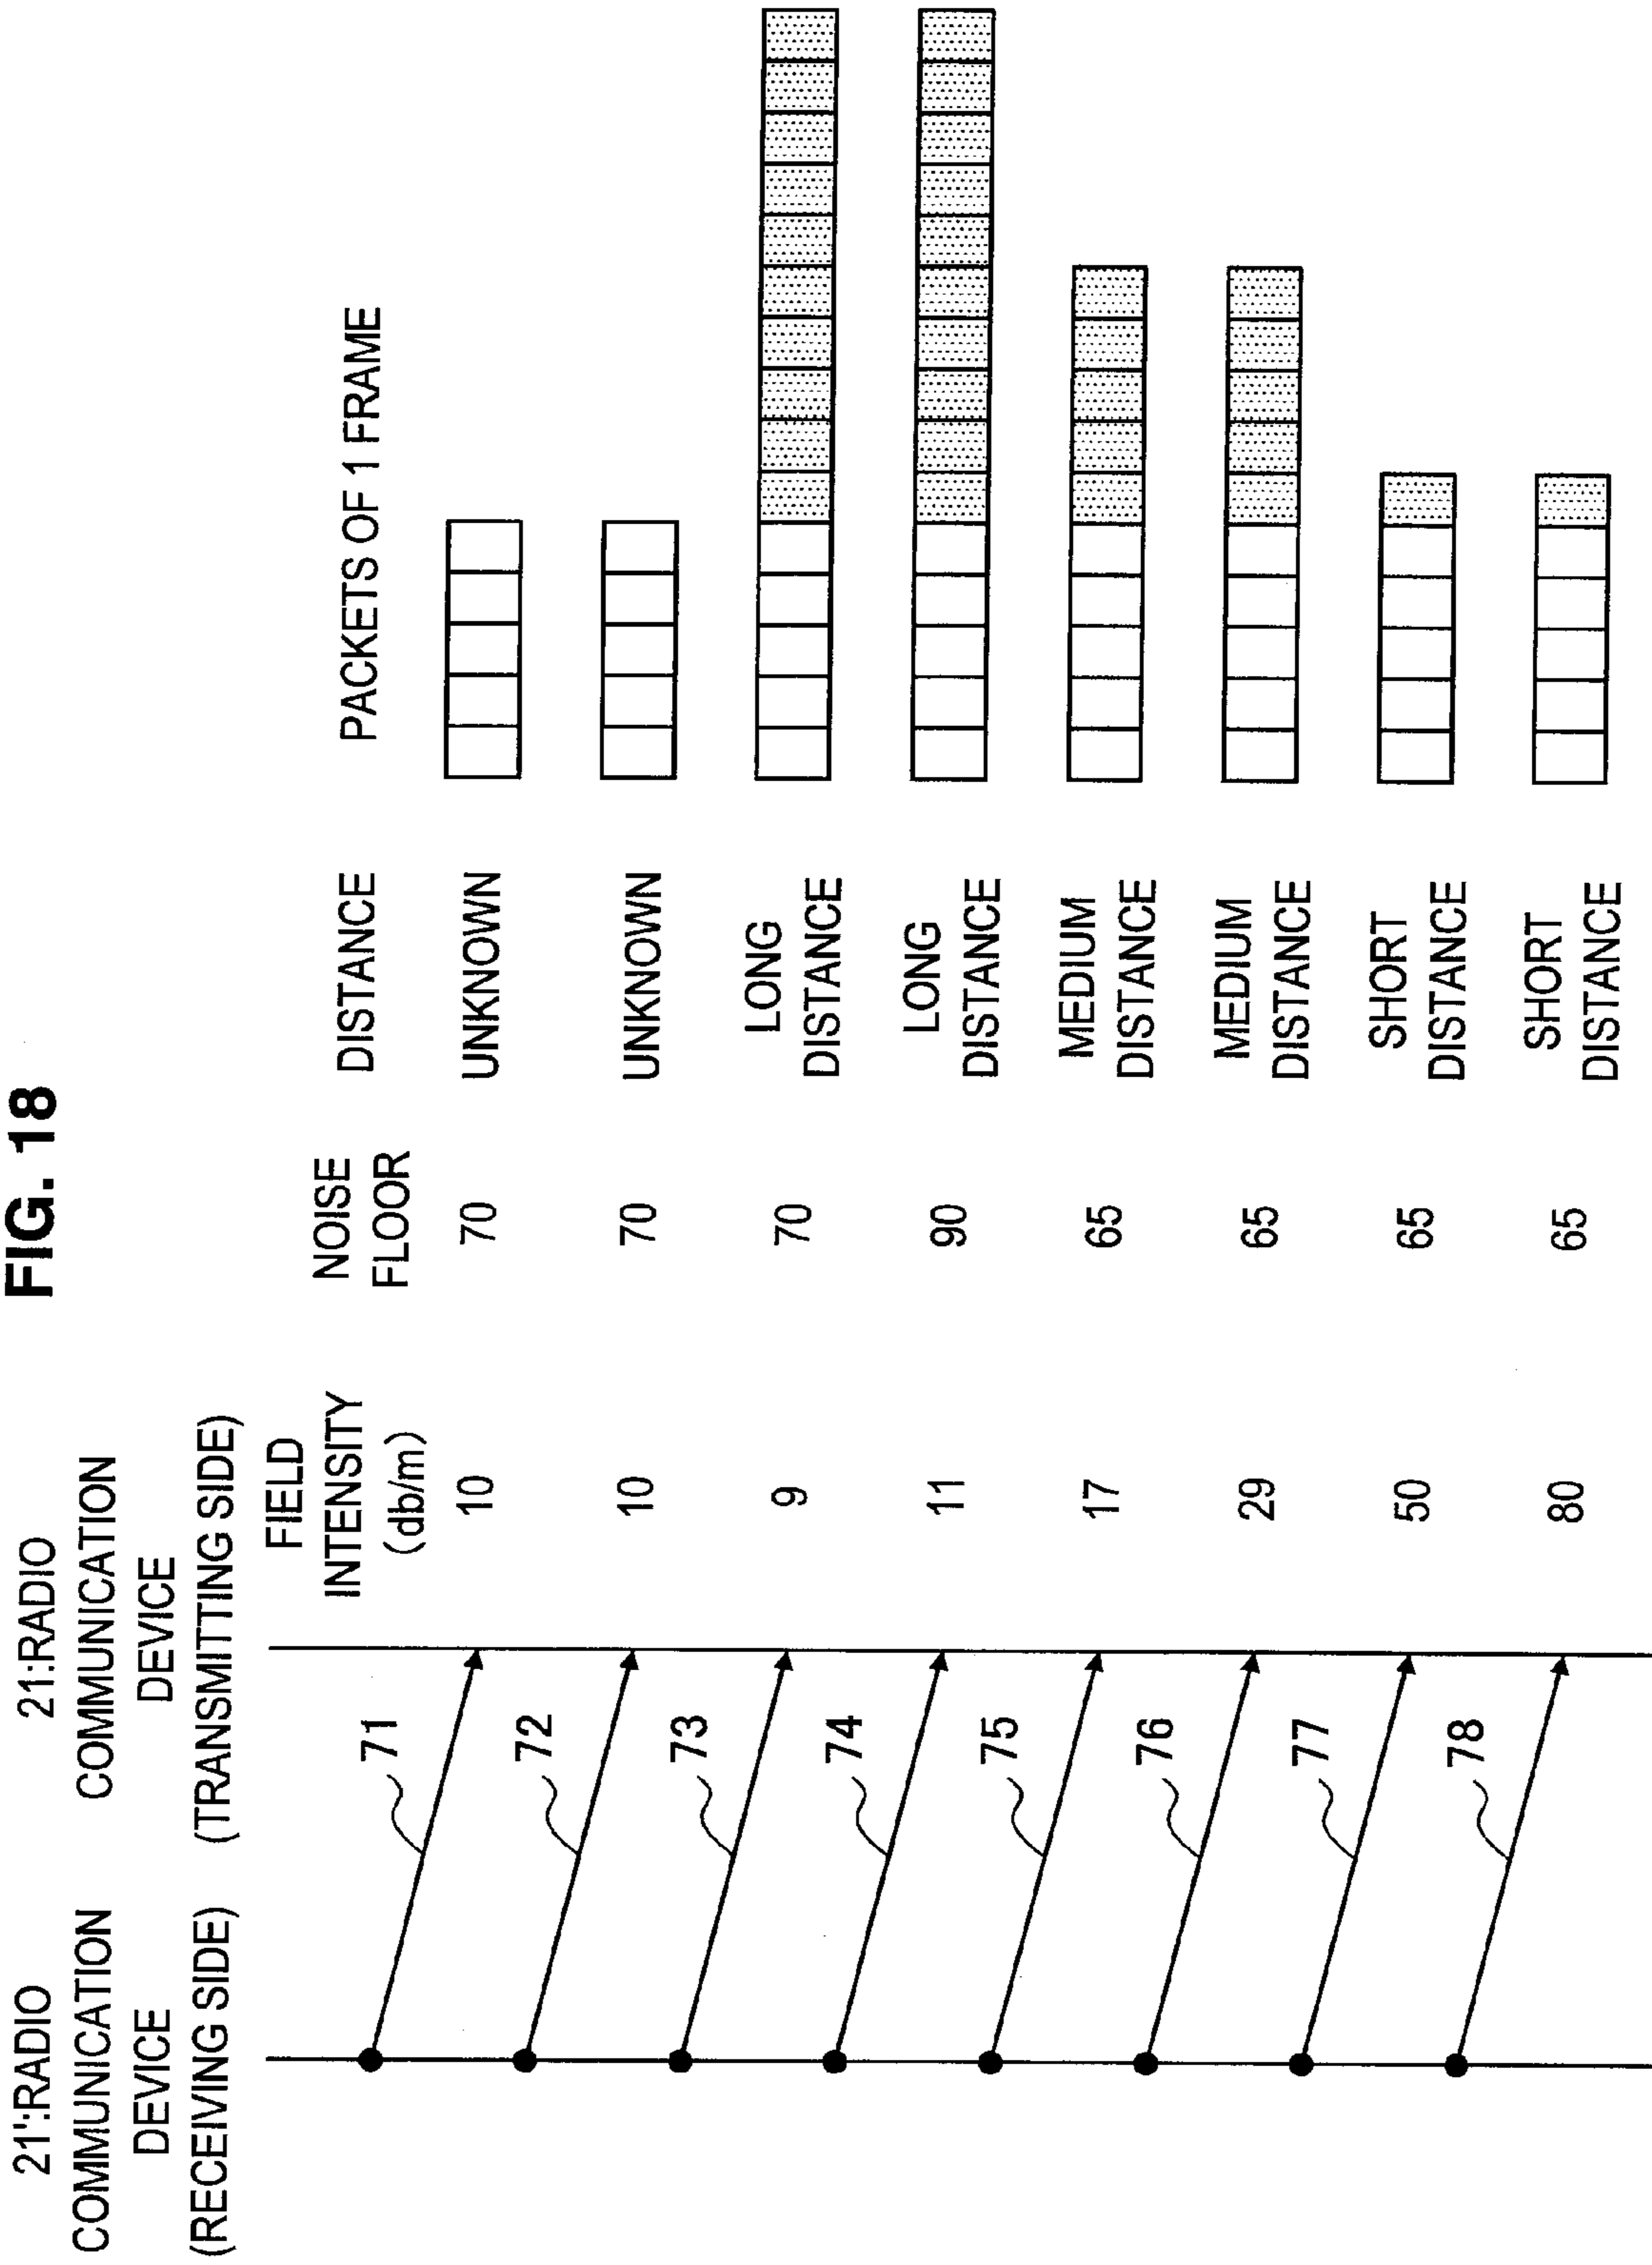 FIG. 18
21':RADIO
COMMUNICATION
DEVICE
(RECEIVING SIDE)
21:RADIO
COMMUNICATION
DEVICE
(TRANSMITTING SIDE)
FIELD
INTENSITY
(db/m)
NOISE
FLOOR
DISTANCE
PACKETS OF 1 FRAME
71
10
70
UNKNOWN
72
10
70
UNKNOWN
73
9
70
LONG
DISTANCE
74
11
90
LONG
DISTANCE
75
17
65
MEDIUM
DISTANCE
76
29
65
MEDIUM
DISTANCE
77
50
65
SHORT
DISTANCE
78
80
65
SHORT
DISTANCE